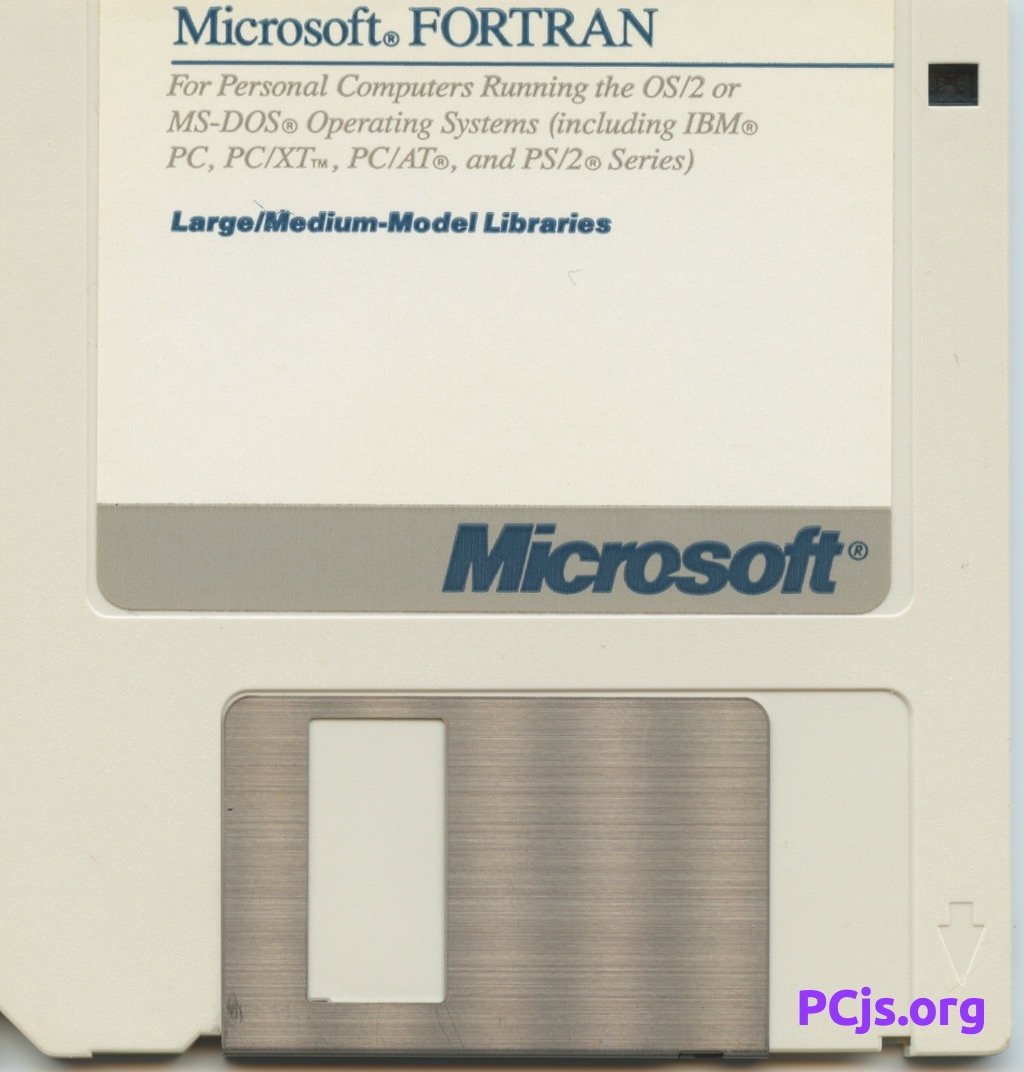 Microsoft® FORTRAN
For Personal Computers Running the OS/2 or
MS-DOS® Operating Systems (including IBM®
PC, PC/XT™, PC/AT®, and PS/2® Series)
Large/Medium-Model Libraries
Microsoft®
PCjs.org